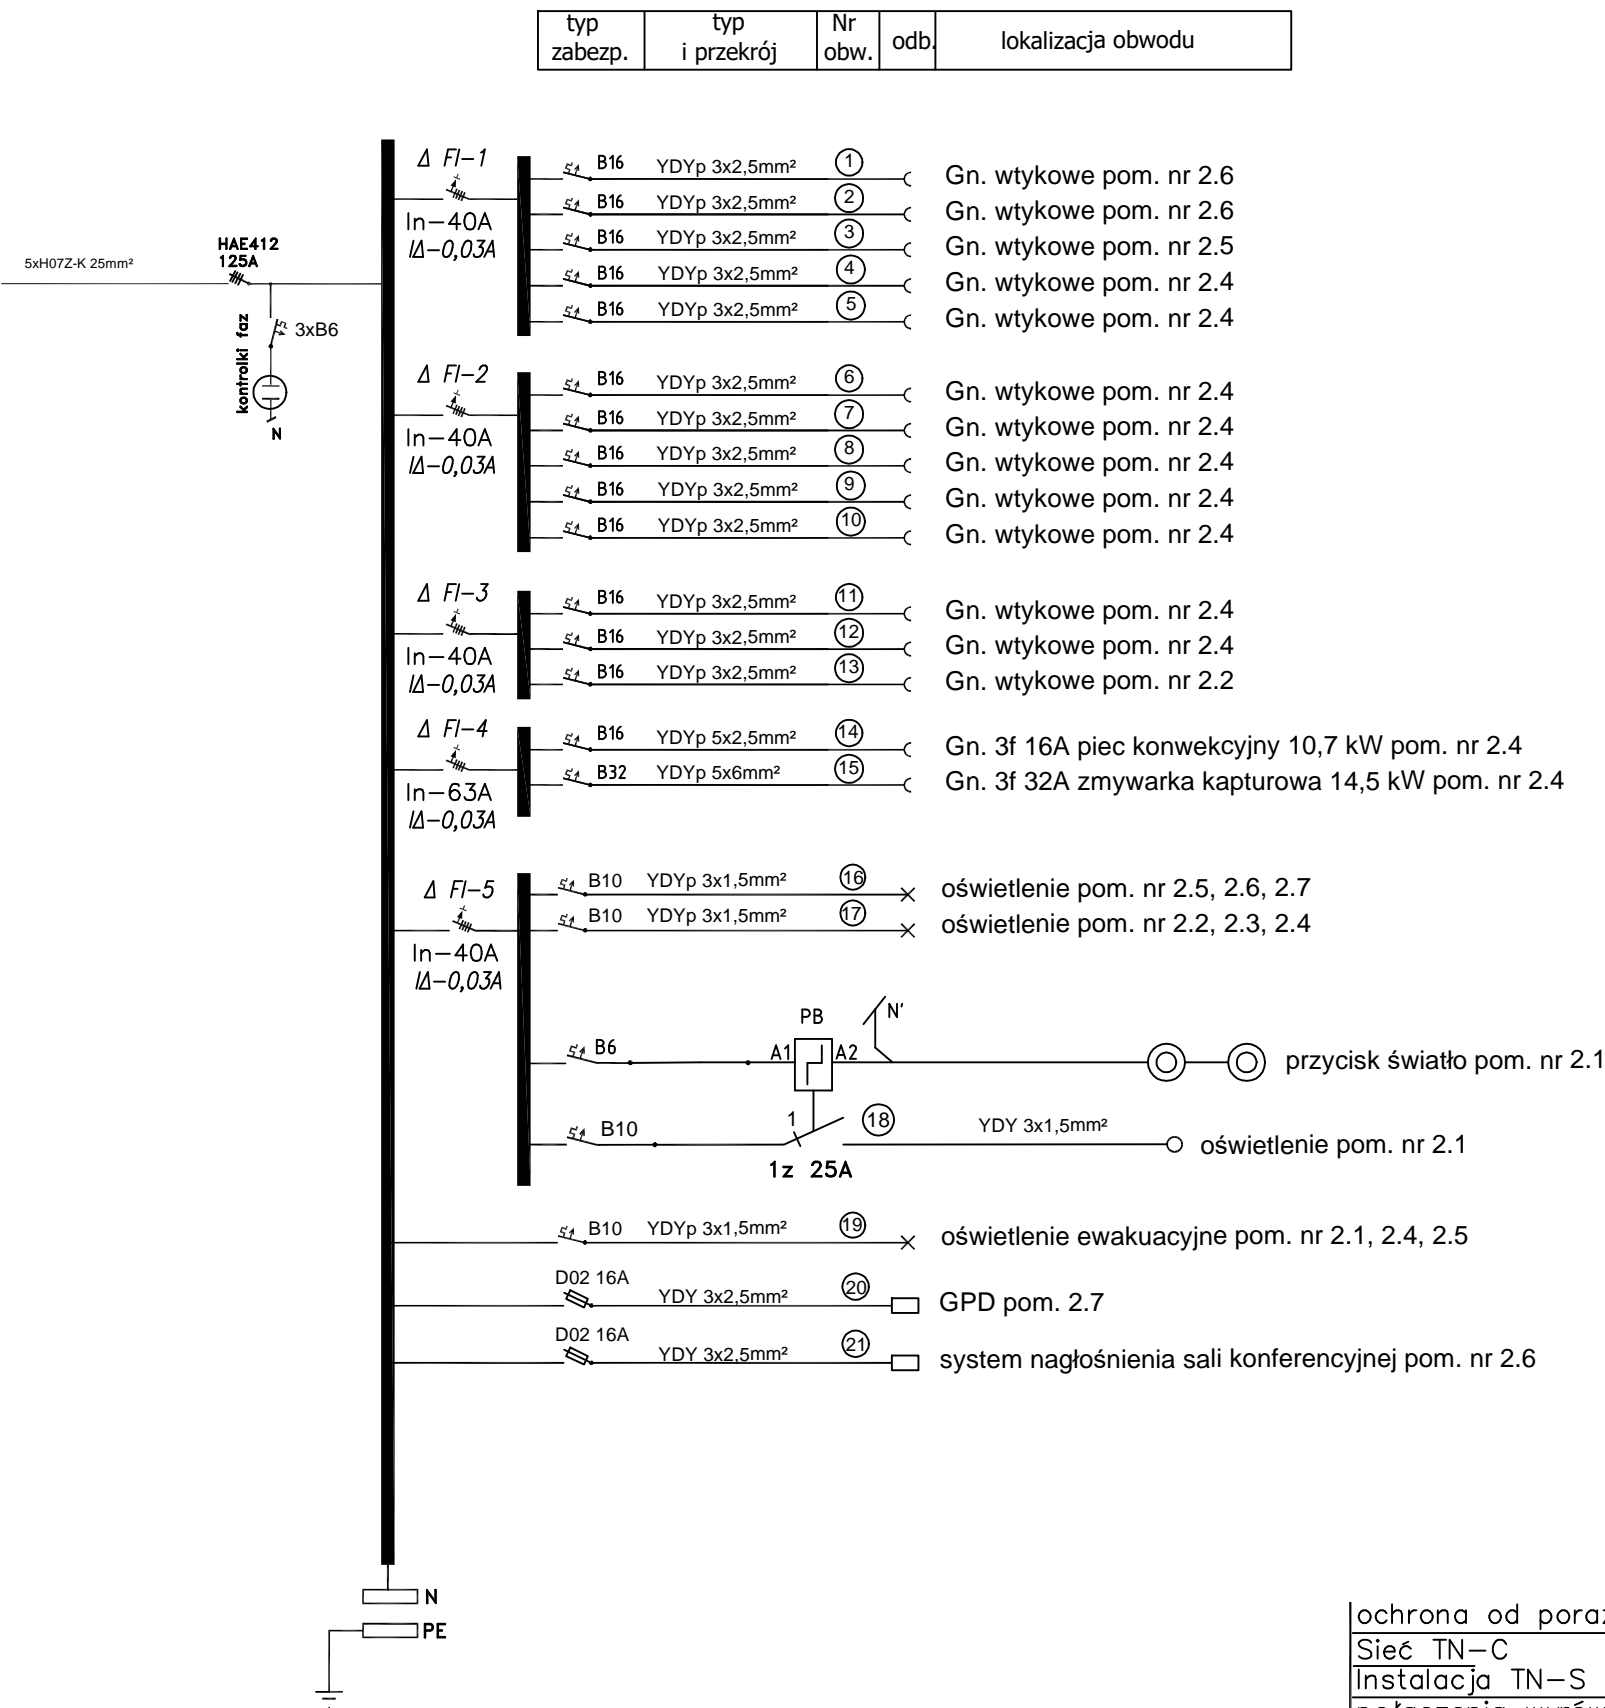 typ zabezp.
typ i przekrój
Nr obw.
odb.
lokalizacja obwodu
5xH07Z-K 25mm²
HAE412
125A
3xB6
kontrolki faz
N
Δ FI-1
In-40A
IΔ-0,03A
B16 YDYp 3x2,5mm² 1 Gn. wtykowe pom. nr 2.6
B16 YDYp 3x2,5mm² 2 Gn. wtykowe pom. nr 2.6
B16 YDYp 3x2,5mm² 3 Gn. wtykowe pom. nr 2.5
B16 YDYp 3x2,5mm² 4 Gn. wtykowe pom. nr 2.4
B16 YDYp 3x2,5mm² 5 Gn. wtykowe pom. nr 2.4
Δ FI-2
In-40A
IΔ-0,03A
B16 YDYp 3x2,5mm² 6 Gn. wtykowe pom. nr 2.4
B16 YDYp 3x2,5mm² 7 Gn. wtykowe pom. nr 2.4
B16 YDYp 3x2,5mm² 8 Gn. wtykowe pom. nr 2.4
B16 YDYp 3x2,5mm² 9 Gn. wtykowe pom. nr 2.4
B16 YDYp 3x2,5mm² 10 Gn. wtykowe pom. nr 2.4
Δ FI-3
In-40A
IΔ-0,03A
B16 YDYp 3x2,5mm² 11 Gn. wtykowe pom. nr 2.4
B16 YDYp 3x2,5mm² 12 Gn. wtykowe pom. nr 2.4
B16 YDYp 3x2,5mm² 13 Gn. wtykowe pom. nr 2.2
Δ FI-4
In-63A
IΔ-0,03A
B16 YDYp 5x2,5mm² 14 Gn. 3f 16A piec konwekcyjny 10,7 kW pom. nr 2.4
B32 YDYp 5x6mm² 15 Gn. 3f 32A zmywarka kapturowa 14,5 kW pom. nr 2.4
Δ FI-5
In-40A
IΔ-0,03A
B10 YDYp 3x1,5mm² 16 oświetlenie pom. nr 2.5, 2.6, 2.7
B10 YDYp 3x1,5mm² 17 oświetlenie pom. nr 2.2, 2.3, 2.4
PB N'
B6 A1 A2 przycisk światło pom. nr 2.1
B10 1 18 YDY 3x1,5mm² oświetlenie pom. nr 2.1
1z 25A
B10 YDYp 3x1,5mm² 19 oświetlenie ewakuacyjne pom. nr 2.1, 2.4, 2.5
D02 16A YDY 3x2,5mm² 20 GPD pom. 2.7
D02 16A YDY 3x2,5mm² 21 system nagłośnienia sali konferencyjnej pom. nr 2.6
N
PE
ochrona od
Sieć TN-C
Instalacja TN-S